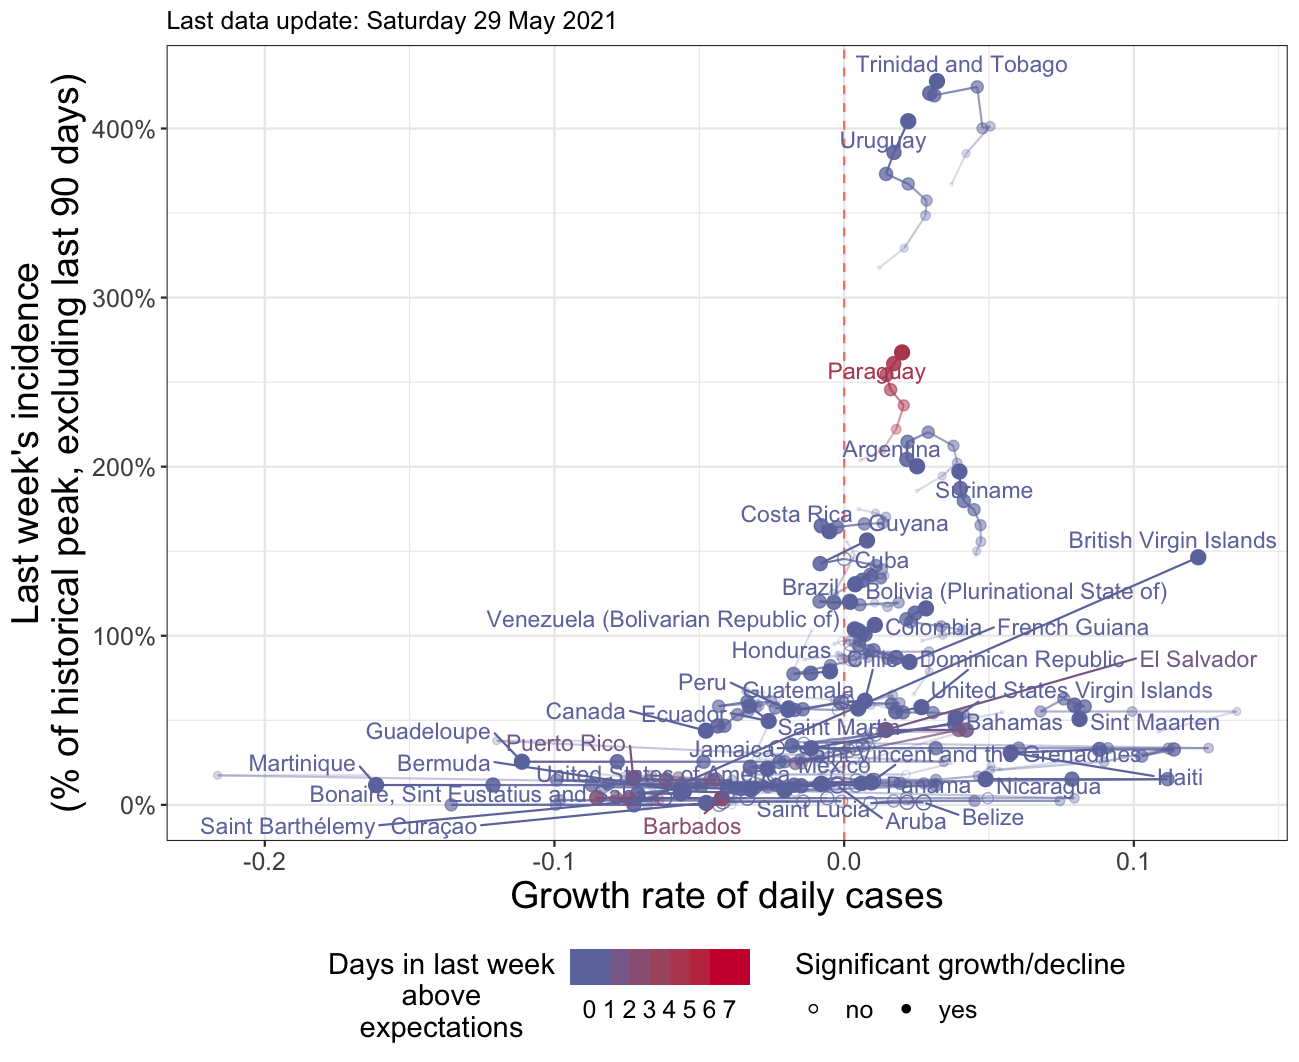 Last data update: Saturday 29 May 2021
Last week's incidence
(% of historical peak, excluding last 90 days)
400%
300%
200%
100%
0%
Trinidad and Tobago
Uruguay
Paraguay
Argentina
Suriname
Costa Rica
Guyana
British Virgin Islands
Cuba
Brazil
Bolivia (Plurinational State of)
Venezuela (Bolivarian Republic of)
Colombia
French Guiana
Honduras
Chile
Dominican Republic
El Salvador
Peru
Guatemala
United States Virgin Islands
Canada
Ecuador
Saint Martin
Bahamas
Sint Maarten
Guadeloupe
Puerto Rico
Jamaica
Saint Vincent and the Grenadines
Martinique
Bermuda
United States of America
Mexico
Haiti
Bonaire, Sint Eustatius and
Panama
Nicaragua
Saint Lucia
Saint Barthélemy
Curaçao
Barbados
Aruba
Belize
-0.2
-0.1
0.0
0.1
Growth rate of daily cases
Days in last week
above
expectations
0 1 2 3 4 5 6 7
Significant growth/decline
no
yes